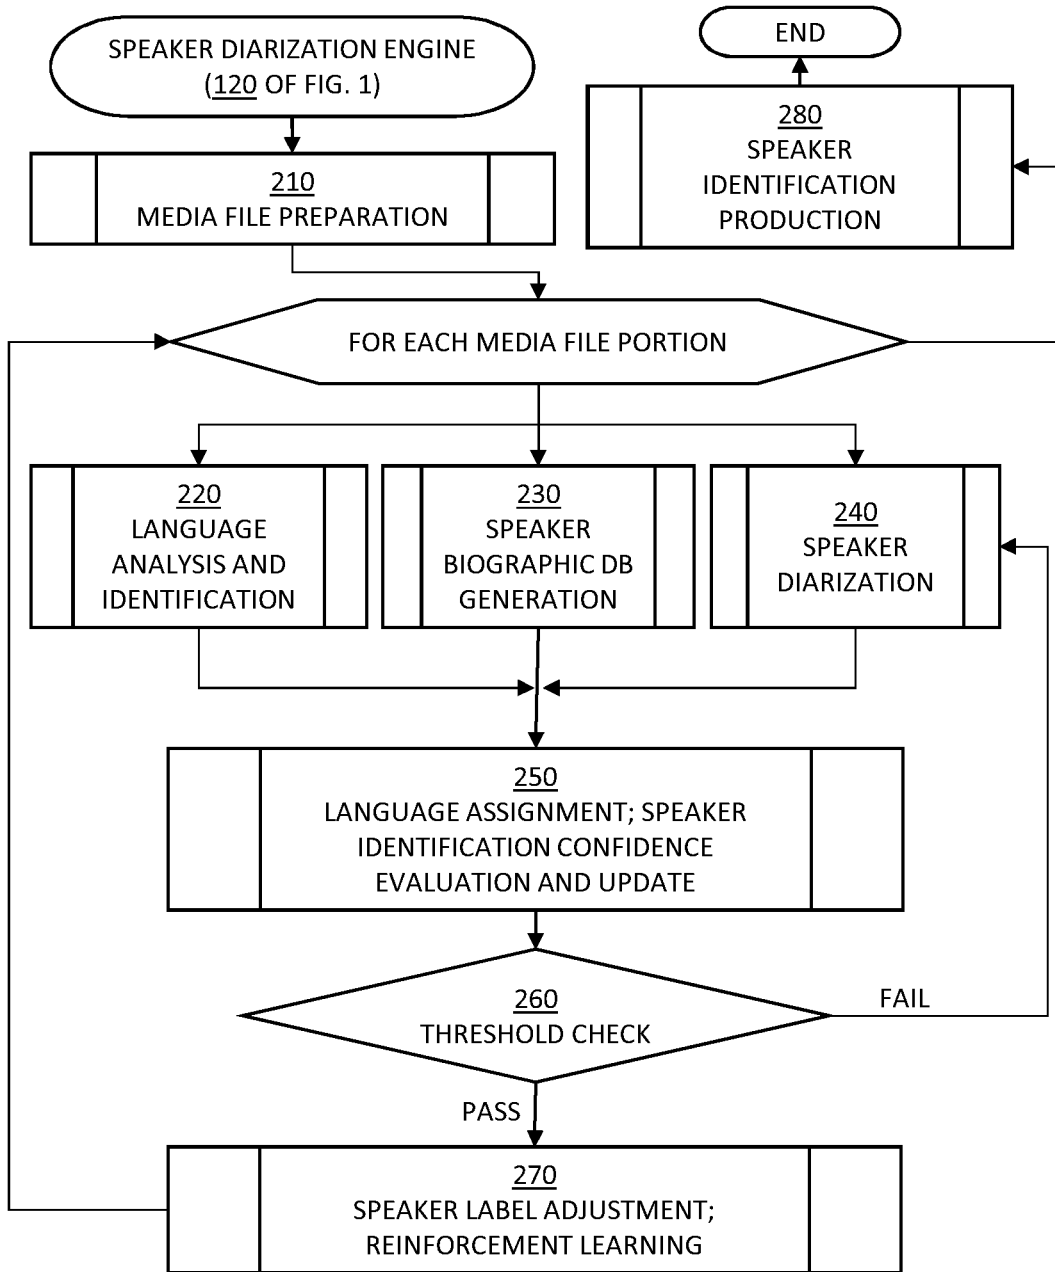 SPEAKER DIARIZATION ENGINE
(120 OF FIG. 1)
END
210
MEDIA FILE PREPARATION
280
SPEAKER
IDENTIFICATION
PRODUCTION
FOR EACH MEDIA FILE PORTION
220
LANGUAGE
ANALYSIS AND
IDENTIFICATION
230
SPEAKER
BIOGRAPHIC DB
GENERATION
240
SPEAKER
DIARIZATION
250
LANGUAGE ASSIGNMENT; SPEAKER
IDENTIFICATION CONFIDENCE
EVALUATION AND UPDATE
260
THRESHOLD CHECK
FAIL
PASS
270
SPEAKER LABEL ADJUSTMENT;
REINFORCEMENT LEARNING